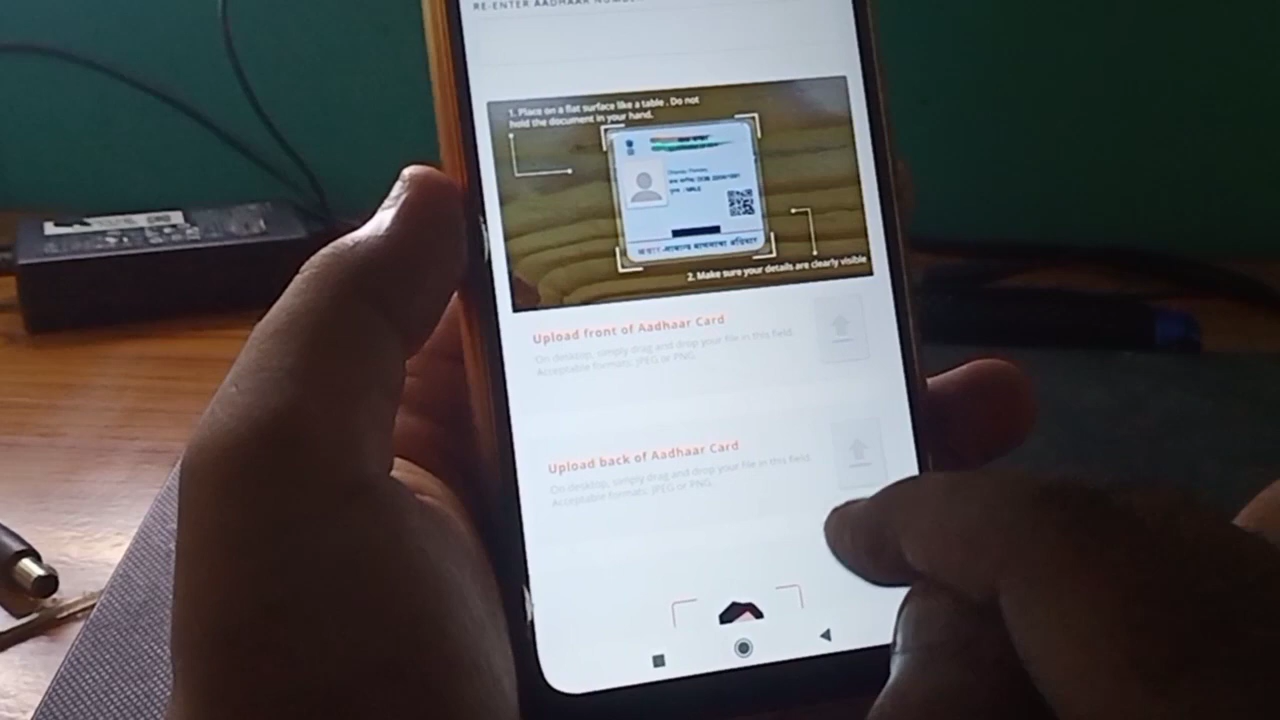 RE-ENTER AADHAAR
1. Place on a flat surface like a table . Do not
hold the document in your hand.
2. Make sure your details are clearly visible
Upload front of Aadhaar Card
On desktop, simply drag and drop your file in this field.
Acceptable formats: JPEG or PNG.
Upload back of Aadhaar Card
On desktop, simply drag and drop your file in this field.
Acceptable formats: JPEG or PNG.